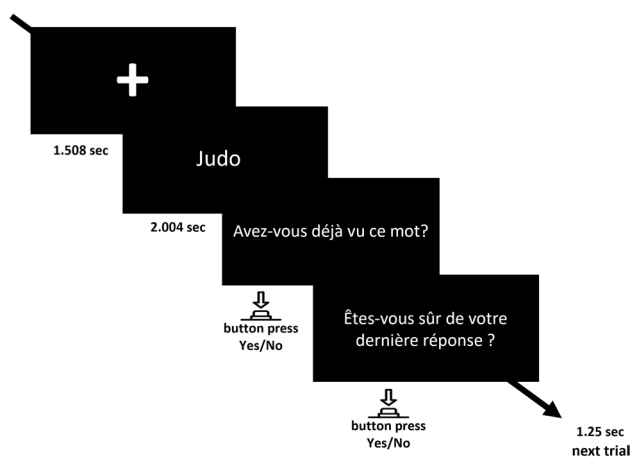 1.508 sec
Judo
2.004 sec
Avez-vous déjà vu ce mot?
button press
Yes/No
Êtes-vous sûr de votre
dernière réponse ?
button press
Yes/No
1.25 sec
next trial